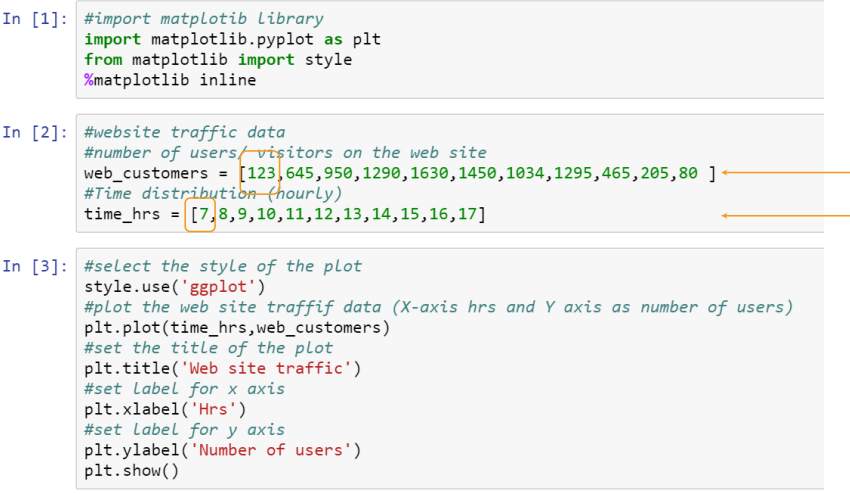 In [1]: #import matplotib library
import matplotlib.pyplot as plt
from matplotlib import style
%matplotlib inline
In [2]: #website traffic data
#number of users/ visitors on the web site
web_customers = [123,645,950,1290,1630,1450,1034,1295,465,205,80 ]
#Time distribution (hourly)
time_hrs = [7,8,9,10,11,12,13,14,15,16,17]
In [3]: #select the style of the plot
style.use('ggplot')
#plot the web site traffif data (X-axis hrs and Y axis as number of users)
plt.plot(time_hrs,web_customers)
#set the title of the plot
plt.title('Web site traffic')
#set label for x axis
plt.xlabel('Hrs')
#set label for y axis
plt.ylabel('Number of users')
plt.show()